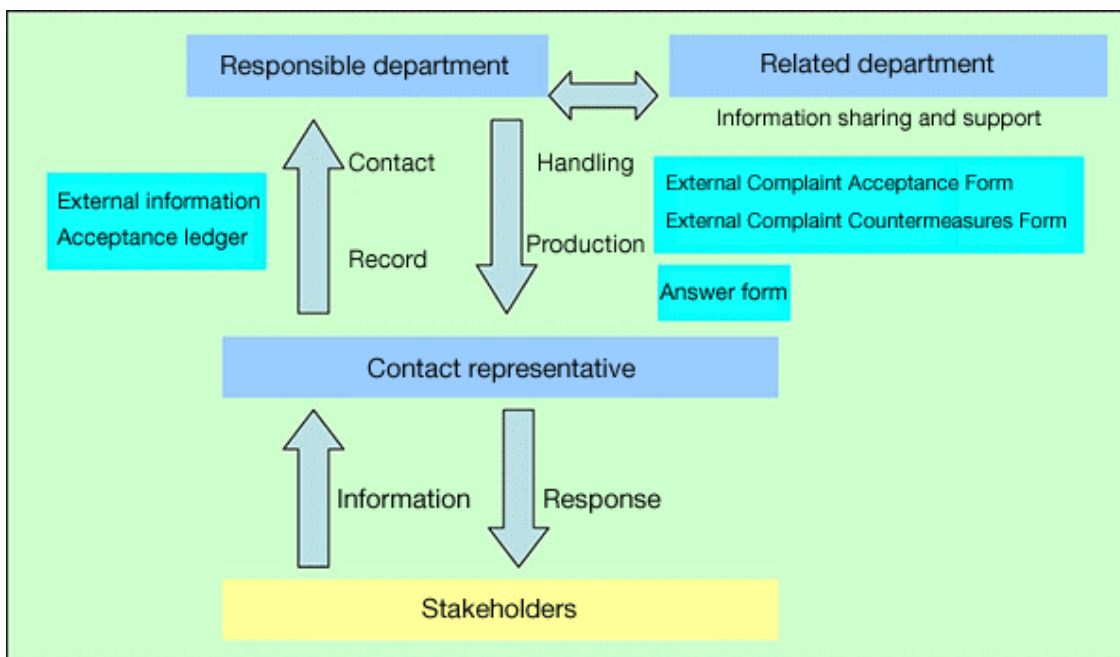 Responsible department
Related department
Information sharing and support
Contact
Handling
External Complaint Acceptance Form
External information
Acceptance ledger
External Complaint Countermeasures Form
Record
Production
Answer form
Contact representative
Information
Response
Stakeholders